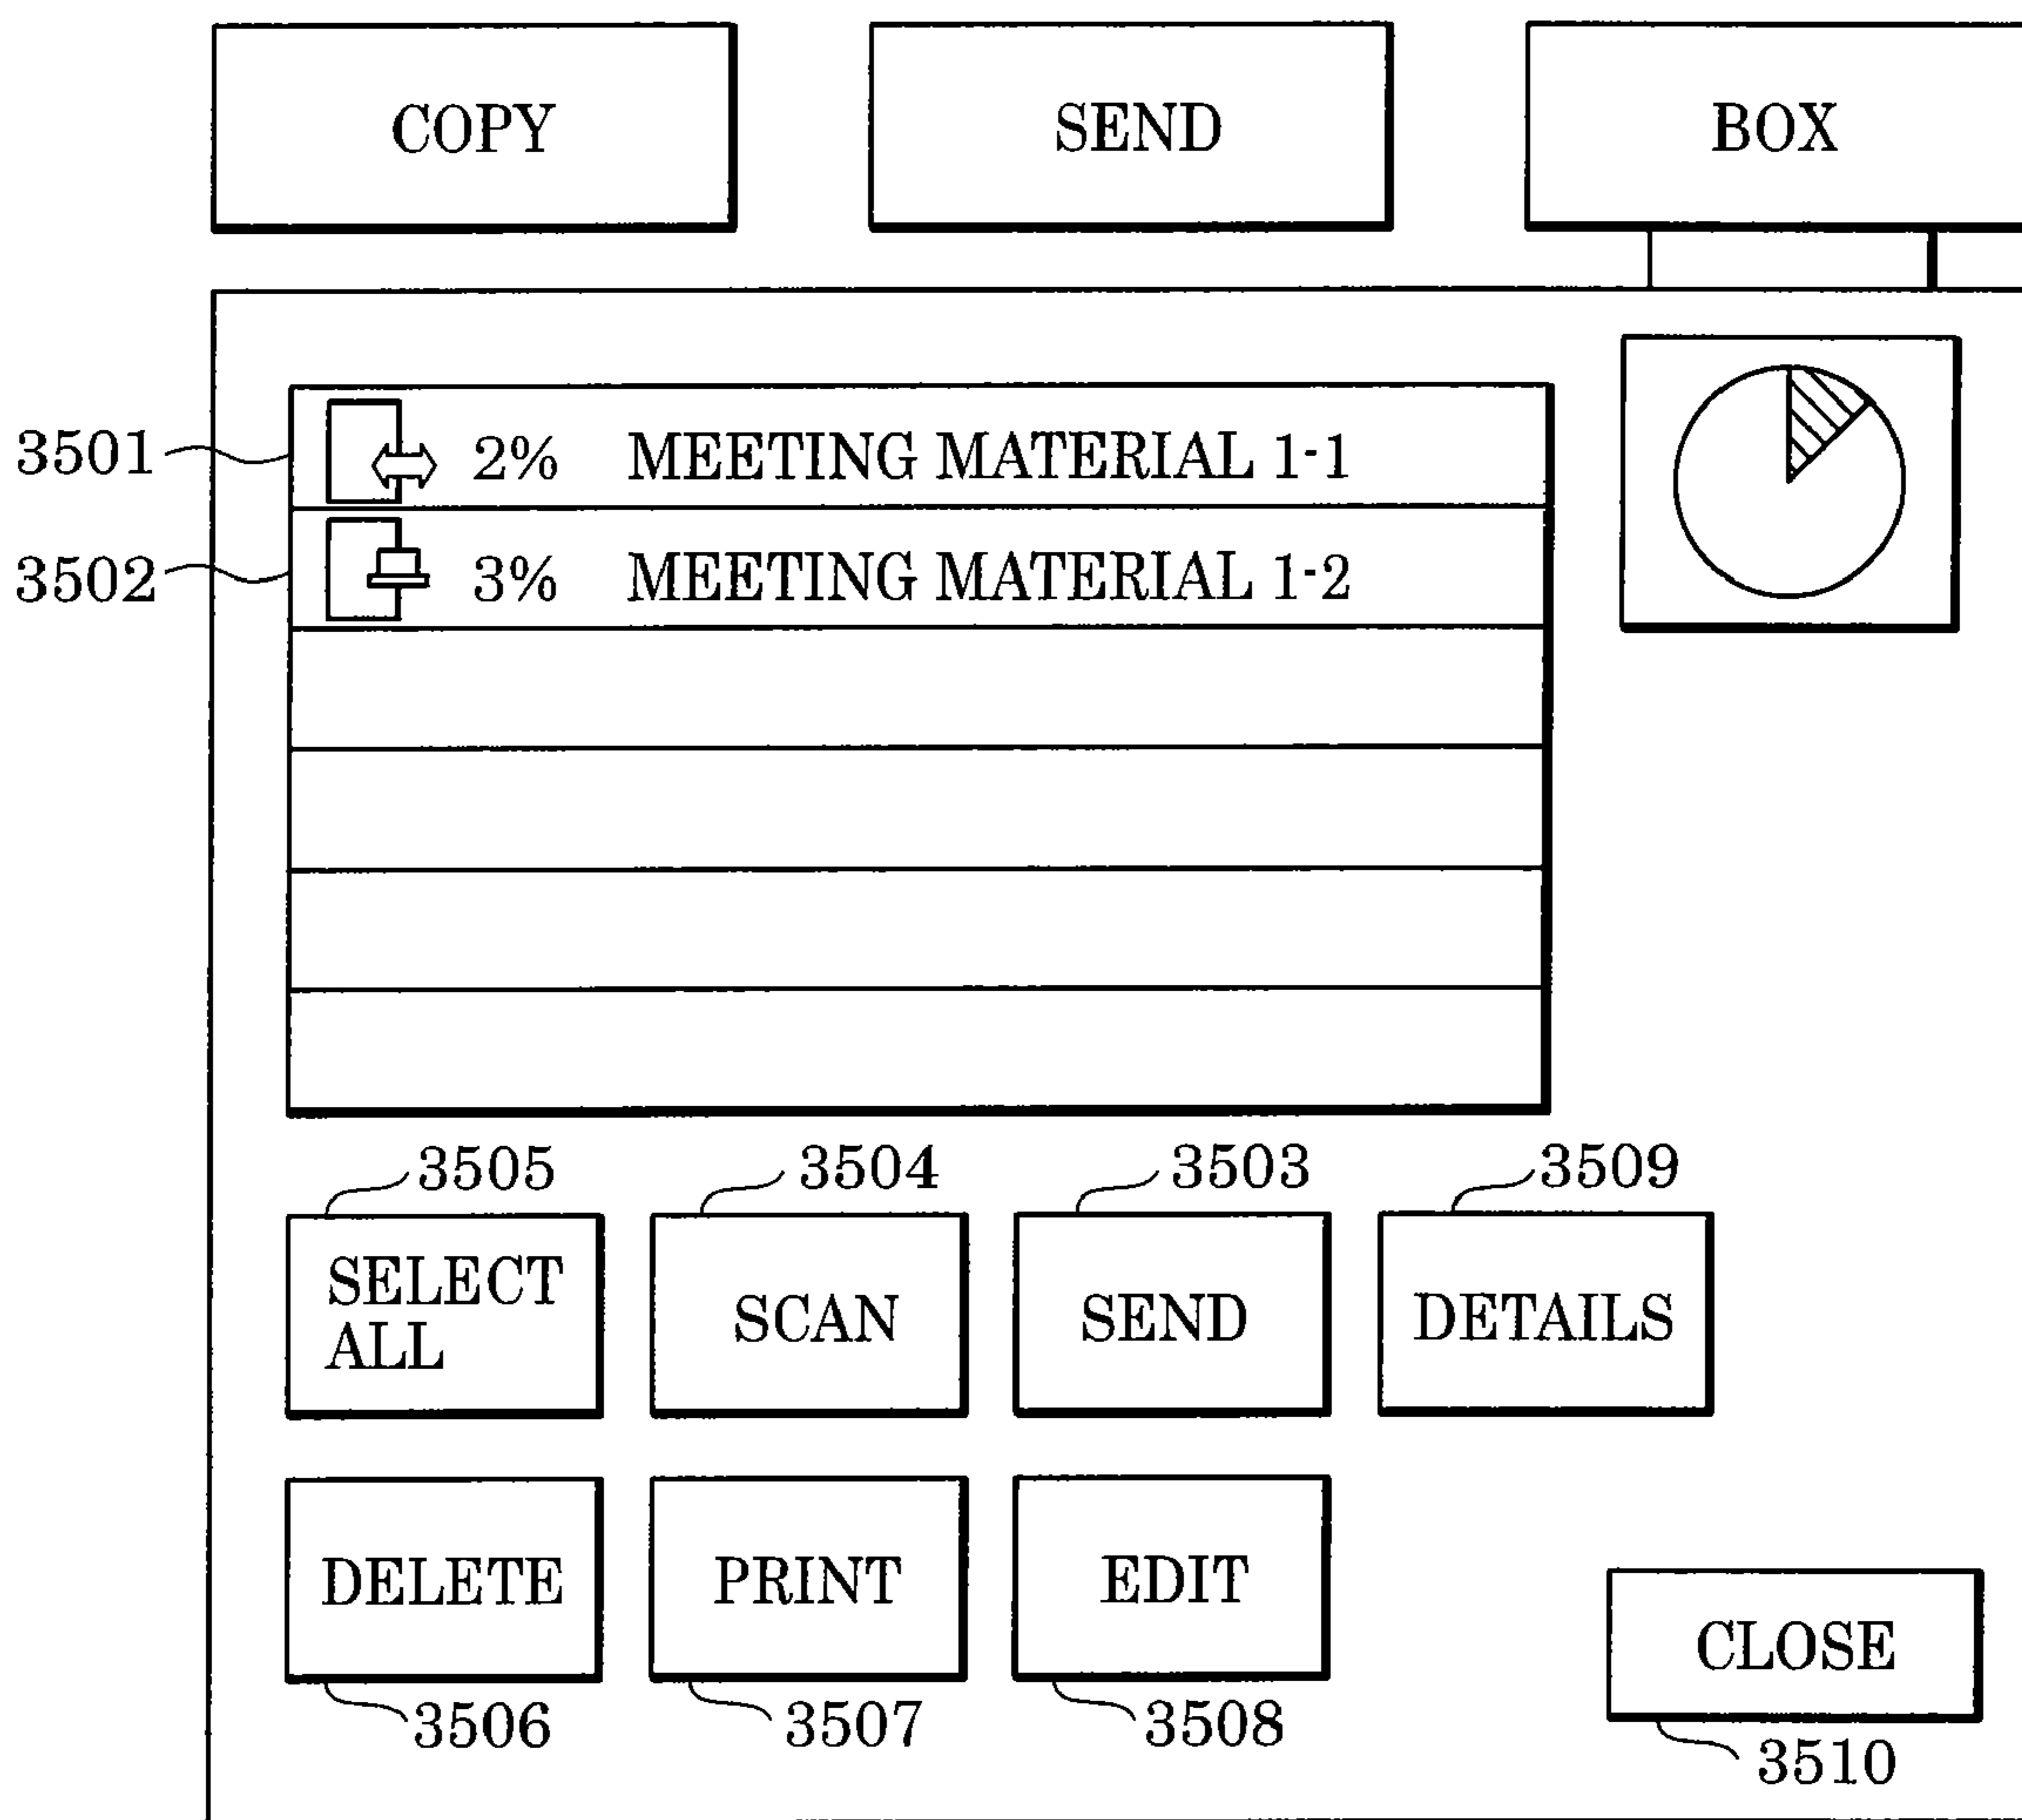 COPY
SEND
BOX
3501
2% MEETING MATERIAL 1-1
3502
3% MEETING MATERIAL 1-2
3505
3504
3503
3509
SELECT
ALL
SCAN
SEND
DETAILS
DELETE
PRINT
EDIT
CLOSE
3506
3507
3508
3510